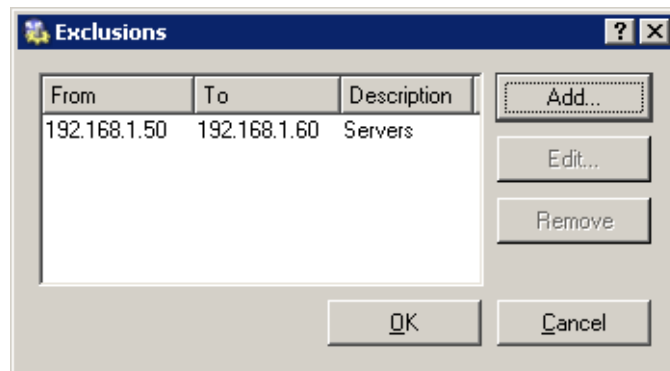 Exclusions
From To Description
192.168.1.50 192.168.1.60 Servers
Add...
Edit...
Remove
OK Cancel